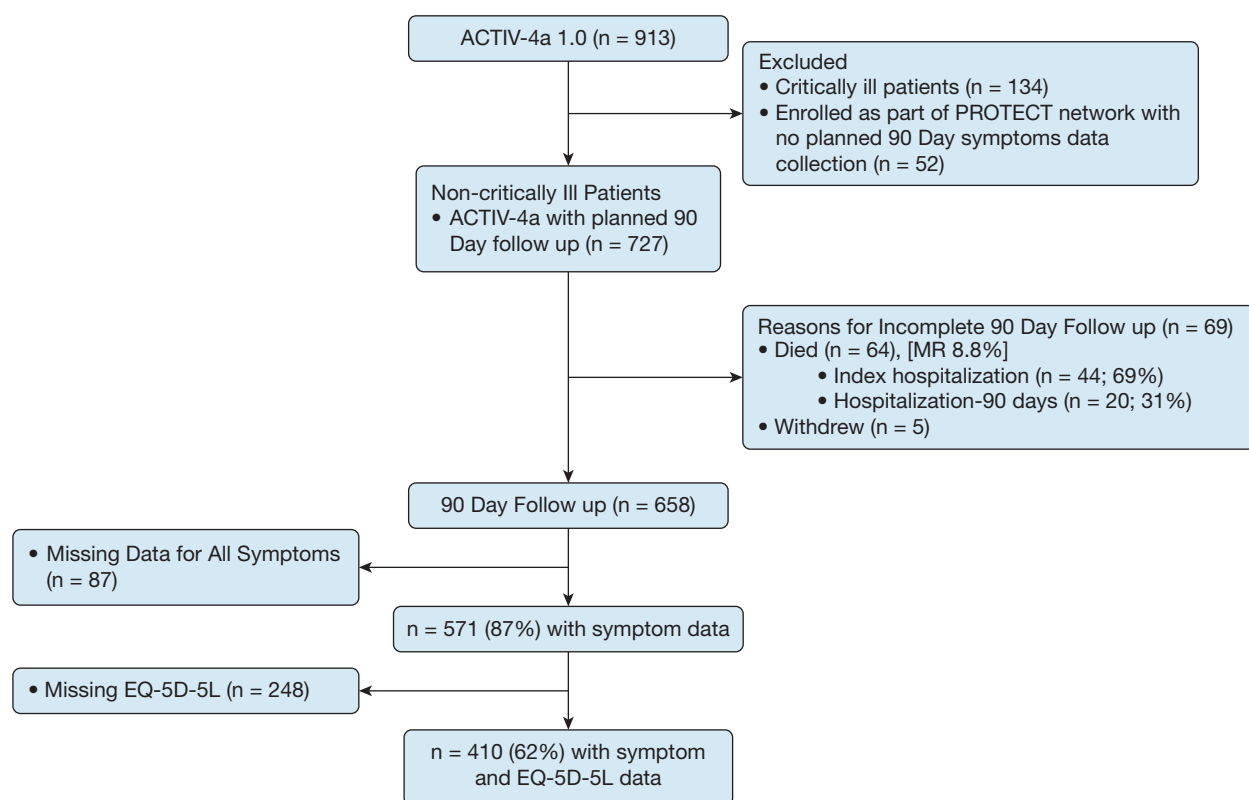 ACTIV-4a 1.0 (n = 913)
Excluded
• Critically ill patients (n = 134)
• Enrolled as part of PROTECT network with
no planned 90 Day symptoms data
collection (n = 52)
Non-critically Ill Patients
• ACTIV-4a with planned 90
Day follow up (n = 727)
Reasons for Incomplete 90 Day Follow up (n = 69)
• Died (n = 64), [MR 8.8%]
• Index hospitalization (n = 44; 69%)
• Hospitalization-90 days (n = 20; 31%)
• Withdrew (n = 5)
90 Day Follow up (n = 658)
• Missing Data for All Symptoms
(n = 87)
n = 571 (87%) with symptom data
• Missing EQ-5D-5L (n = 248)
n = 410 (62%) with symptom
and EQ-5D-5L data